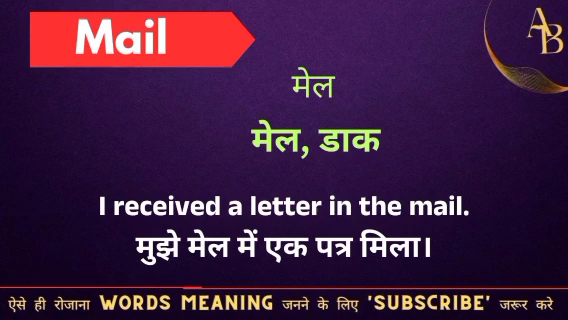 Mail
AB
मेल
मेल, डाक
I received a letter in the mail.
मुझे मेल में एक पत्र मिला।
ऐसे ही रोजाना WORDS MEANING जनने के लिए 'SUBSCRIBE' जरूर करे